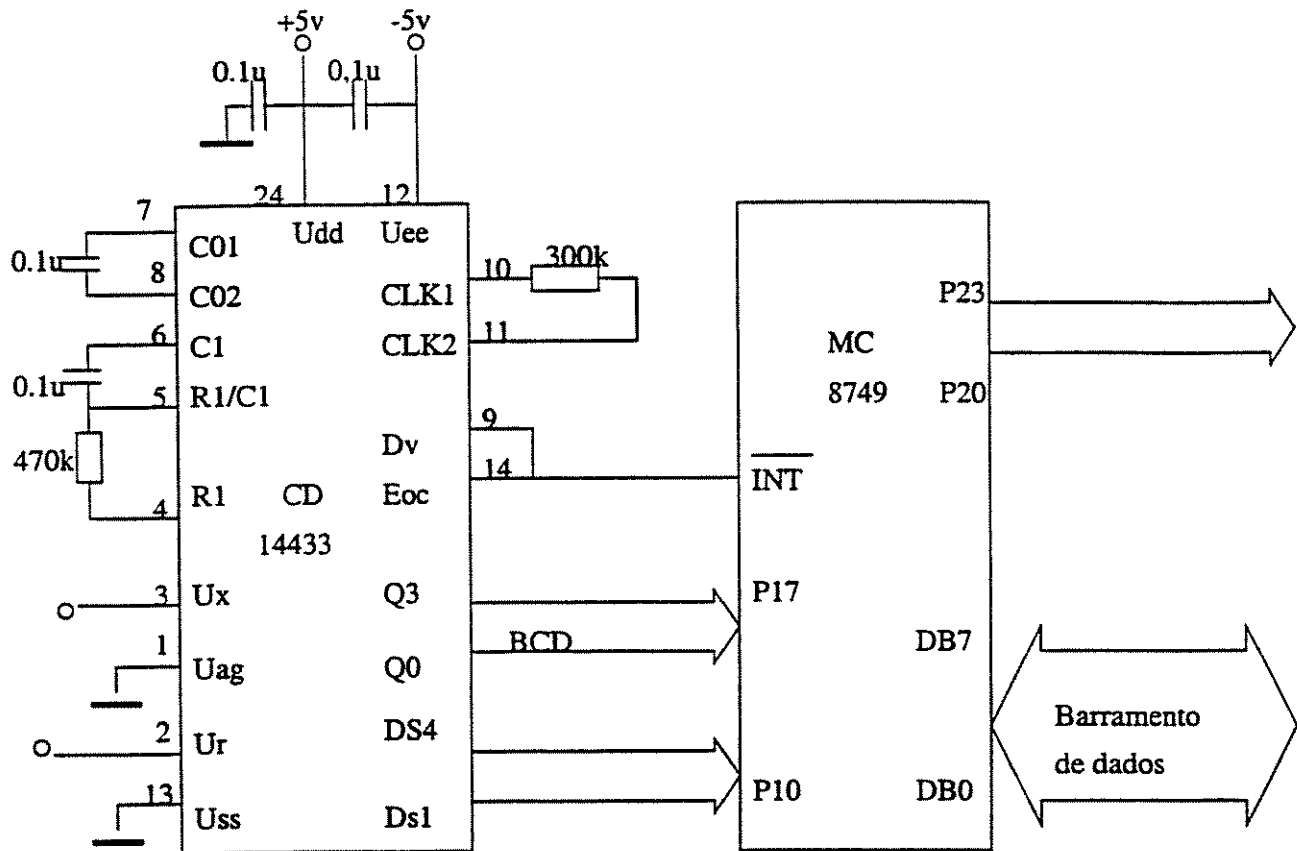 +5v
-5v
0.1u
0,1u
24
12
7
Udd
Uee
C01
0.1u
8
C02
10
300k
CLK1
11
CLK2
6
C1
0.1u
5
R1/C1
470k
4
R1
CD
14433
9
Dv
14
Eoc
3
Ux
Q3
BCD
1
Uag
Q0
2
Ur
DS4
13
Uss
Ds1
P23
MC
8749
P20
INT
P17
DB7
P10
DB0
Barramento
de dados